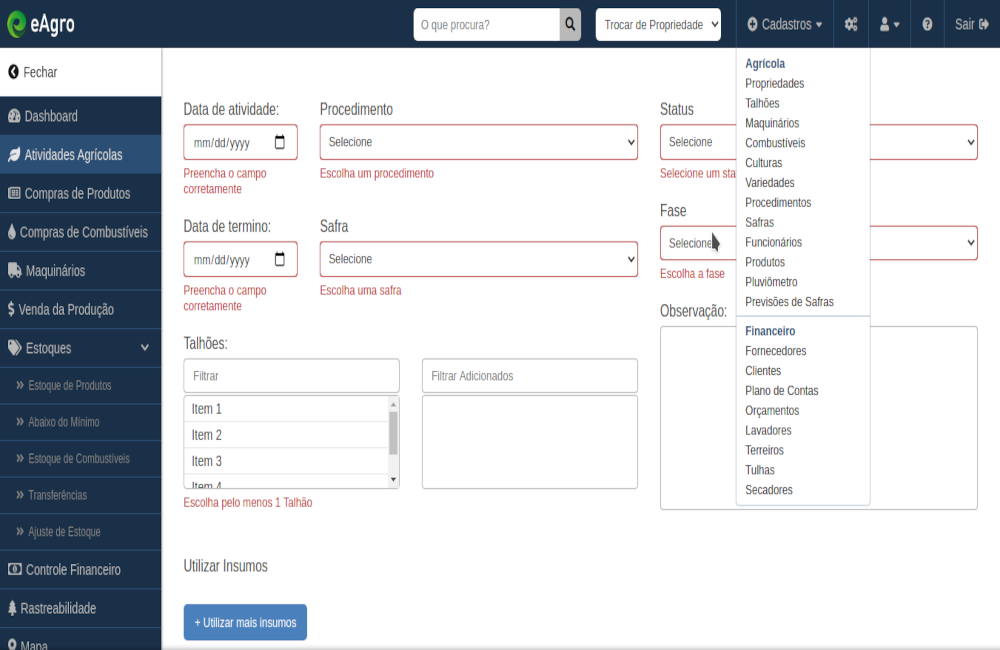 eAgro
O que procura?
Trocar de Propriedade
Cadastros
Sair
Fechar
Dashboard
Atividades Agrícolas
Compras de Produtos
Compras de Combustíveis
Maquinários
Venda da Produção
Estoques
Estoque de Produtos
Abaixo do Mínimo
Estoque de Combustíveis
Transferências
Ajuste de Estoque
Controle Financeiro
Rastreabilidade
Mapa
Data de atividade:
mm/dd/yyyy
Preencha o campo
corretamente
Procedimento
Selecione
Escolha um procedimento
Status
Selecione
Selecione um sta
Data de termino:
mm/dd/yyyy
Preencha o campo
corretamente
Safra
Selecione
Escolha uma safra
Fase
Selecione
Escolha a fase
Observação:
Talhões:
Filtrar
Filtrar Adicionados
Item 1
Item 2
Item 3
Item 4
Escolha pelo menos 1 Talhão
Utilizar Insumos
+ Utilizar mais insumos
Agrícola
Propriedades
Talhões
Maquinários
Combustíveis
Culturas
Variedades
Procedimentos
Safras
Funcionários
Produtos
Pluviômetro
Previsões de Safras
Financeiro
Fornecedores
Clientes
Plano de Contas
Orçamentos
Lavadores
Terreiros
Tulhas
Secadores